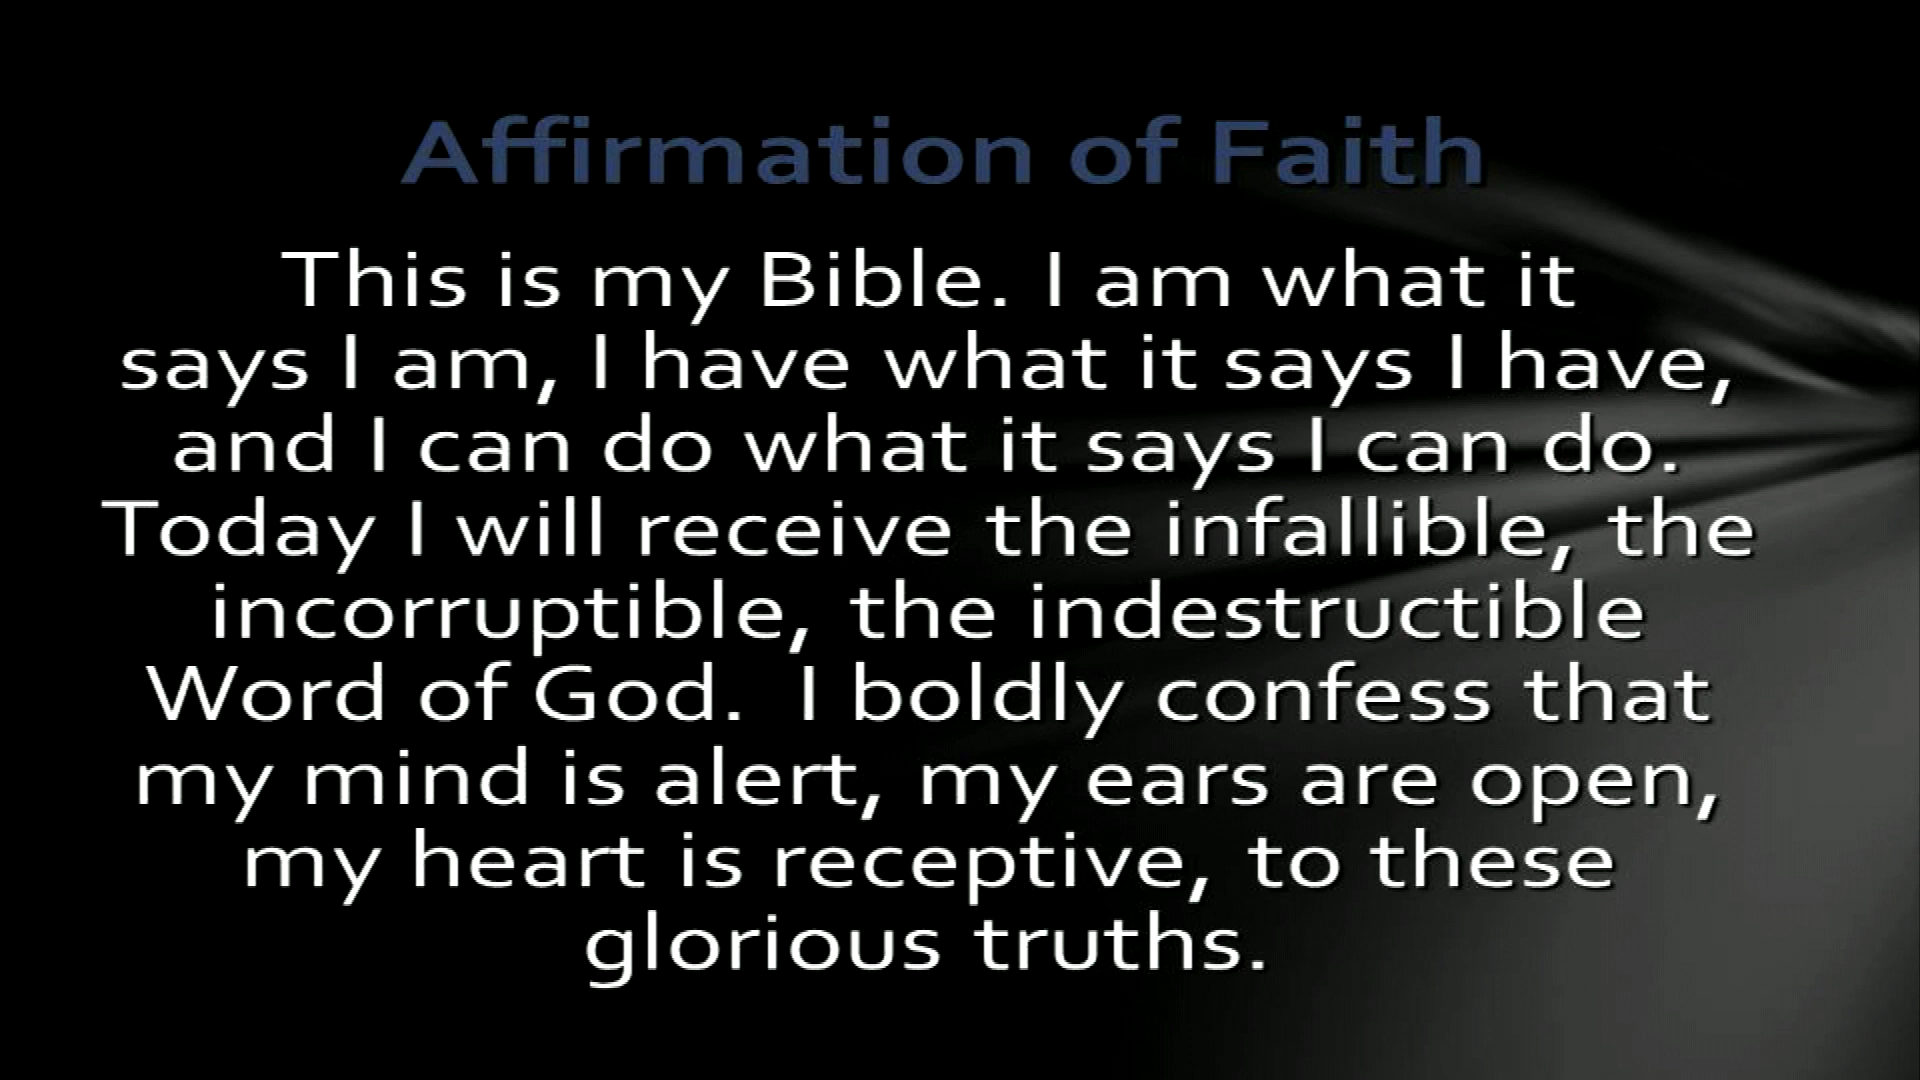 Affirmation of Faith
This is my Bible. I am what it
says I am, I have what it says I have,
and I can do what it says I can do.
Today I will receive the infallible, the
incorruptible, the indestructible
Word of God.  I boldly confess that
my mind is alert, my ears are open,
my heart is receptive, to these
glorious truths.